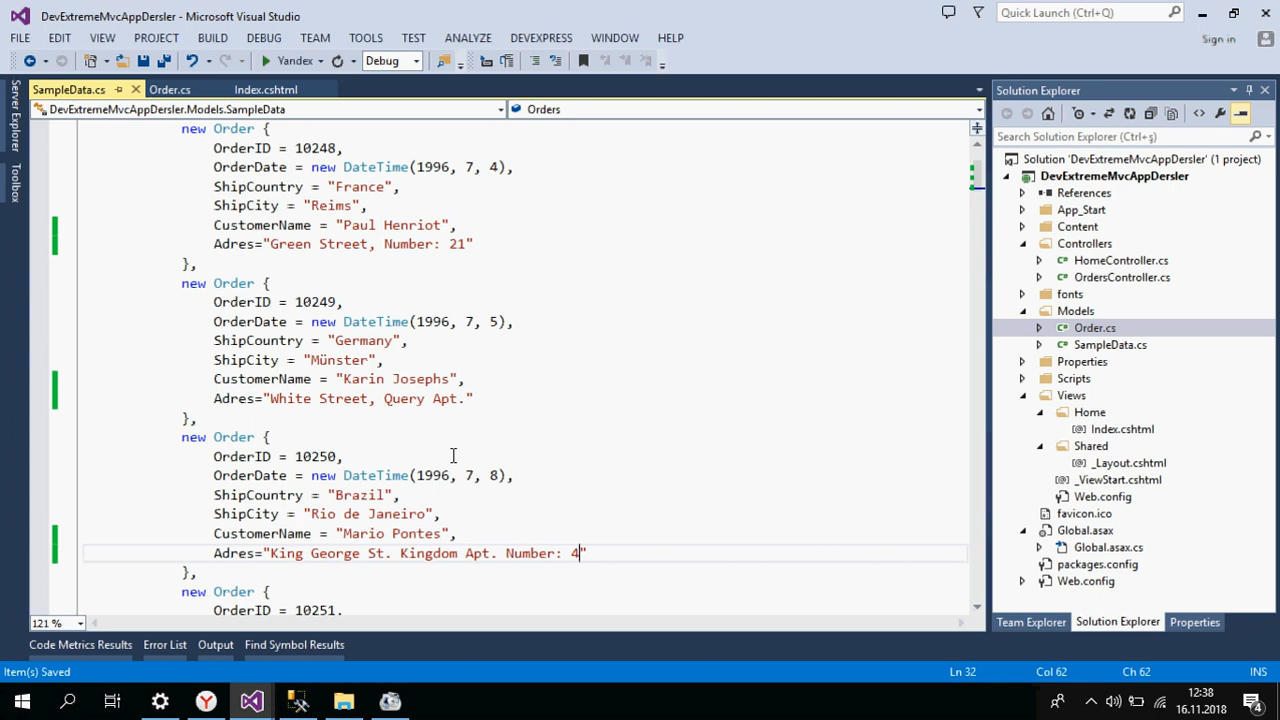 DevExtremeMvcAppDersler - Microsoft Visual Studio
Quick Launch (Ctrl+Q)
FILE EDIT VIEW PROJECT BUILD DEBUG TEAM TOOLS TEST ANALYZE DEVEXPRESS WINDOW HELP
Sign in
Yandex Debug
Server Explorer
Toolbox
SampleData.cs Order.cs Index.cshtml
DevExtremeMvcAppDersler.Models.SampleData Orders
new Order {
OrderID = 10248,
OrderDate = new DateTime(1996, 7, 4),
ShipCountry = "France",
ShipCity = "Reims",
CustomerName = "Paul Henriot",
Adres="Green Street, Number: 21"
},
new Order {
OrderID = 10249,
OrderDate = new DateTime(1996, 7, 5),
ShipCountry = "Germany",
ShipCity = "Münster",
CustomerName = "Karin Josephs",
Adres="White Street, Query Apt."
},
new Order {
OrderID = 10250,
OrderDate = new DateTime(1996, 7, 8),
ShipCountry = "Brazil",
ShipCity = "Rio de Janeiro",
CustomerName = "Mario Pontes",
Adres="King George St. Kingdom Apt. Number: 4"
},
new Order {
OrderID = 10251,
121 %
Solution Explorer
Search Solution Explorer (Ctrl+ş)
Solution 'DevExtremeMvcAppDersler' (1 project)
DevExtremeMvcAppDersler
References
App_Start
Content
Controllers
HomeController.cs
OrdersController.cs
fonts
Models
Order.cs
SampleData.cs
Properties
Scripts
Views
Home
Index.cshtml
Shared
_Layout.cshtml
_ViewStart.cshtml
Web.config
favicon.ico
Global.asax
Global.asax.cs
packages.config
Web.config
Team Explorer Solution Explorer Properties
Code Metrics Results Error List Output Find Symbol Results
Item(s) Saved Ln 32 Col 62 Ch 62 INS
12:38
16.11.2018
4